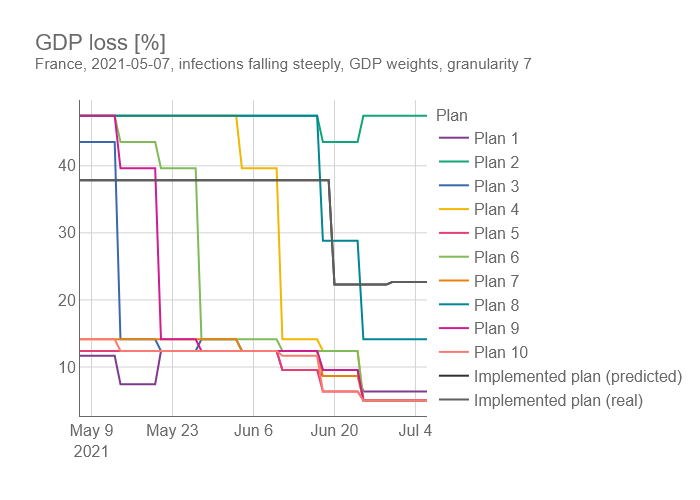 GDP loss [%]
France, 2021-05-07, infections falling steeply, GDP weights, granularity 7
Plan
Plan 1
Plan 2
Plan 3
Plan 4
Plan 5
Plan 6
Plan 7
Plan 8
Plan 9
Plan 10
Implemented plan (predicted)
Implemented plan (real)
40
30
20
10
May 9 May 23 Jun 6 Jun 20 Jul 4
2021